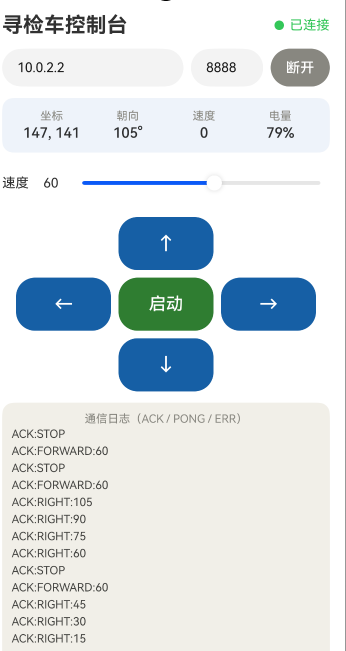 寻检车控制台 已连接
10.0.2.2 8888 断开
坐标 朝向 速度 电量
147, 141 105° 0 79%
速度 60
↑
← 启动 →
↓
通信日志（ACK / PONG / ERR）
ACK:STOP
ACK:FORWARD:60
ACK:STOP
ACK:FORWARD:60
ACK:RIGHT:105
ACK:RIGHT:90
ACK:RIGHT:75
ACK:RIGHT:60
ACK:STOP
ACK:FORWARD:60
ACK:RIGHT:45
ACK:RIGHT:30
ACK:RIGHT:15